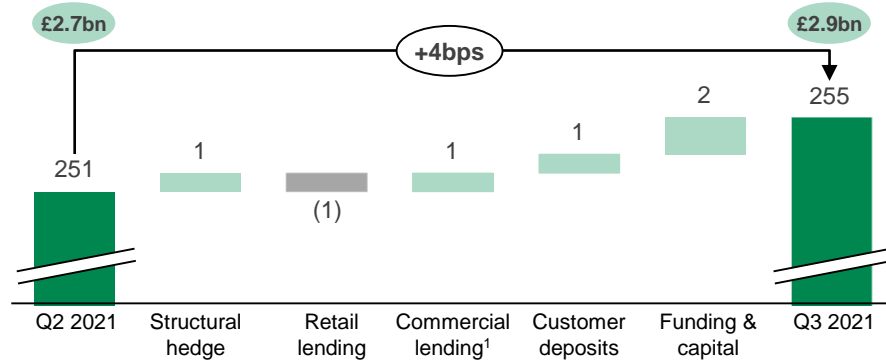 £2.7bn
£2.9bn
+4bps
251
1
(1)
1
1
2
255
Q2 2021
Structural
hedge
Retail
lending
Commercial
lending¹
Customer
deposits
Funding &
capital
Q3 2021